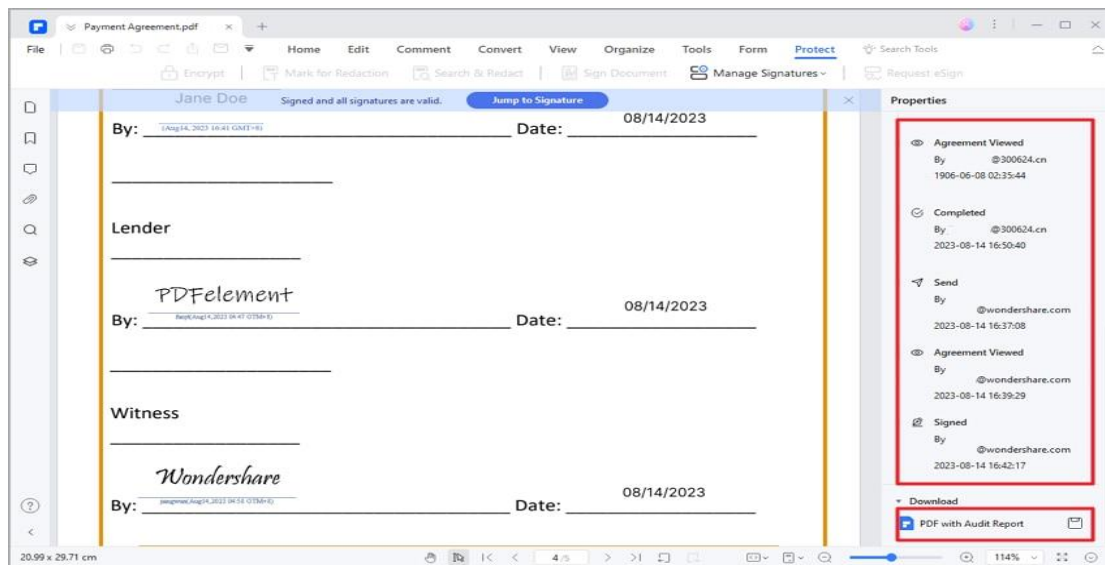 Payment Agreement.pdf
File Home Edit Comment Convert View Organize Tools Form Protect Search Tools
Encrypt Mark for Redaction Search & Redact Sign Document Manage Signatures Request eSign
Jane Doe Signed and all signatures are valid. Jump to Signature
By: (Aug14, 2023 16:41 GMT+8) Date: 08/14/2023
Lender
PDFelement
By: Date: 08/14/2023
Witness
Wondershare
By: Date: 08/14/2023
Properties
Agreement Viewed
By @300624.cn
1906-06-08 02:35:44
Completed
By @300624.cn
2023-08-14 16:50:40
Send
By
@wondershare.com
2023-08-14 16:37:08
Agreement Viewed
By
@wondershare.com
2023-08-14 16:39:29
Signed
By
@wondershare.com
2023-08-14 16:42:17
Download
PDF with Audit Report
20.99 x 29.71 cm 4/5 114%